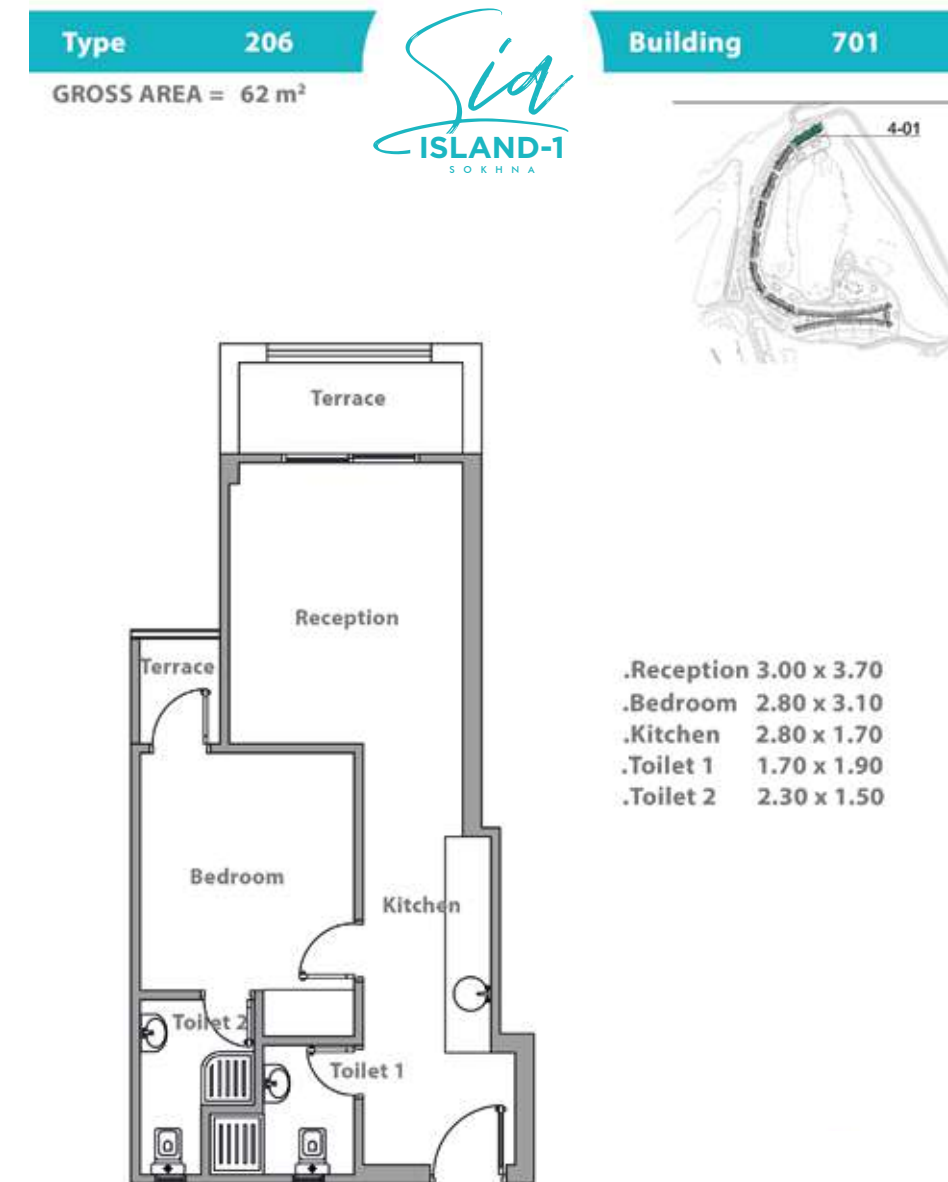 Type 206
Building 701
GROSS AREA = 62 m²
Sia
ISLAND-1
SOKHNA
4-01
Terrace
Reception
Terrace
Bedroom
Kitchen
Toilet 2
Toilet 1
.Reception 3.00 x 3.70
.Bedroom 2.80 x 3.10
.Kitchen 2.80 x 1.70
.Toilet 1 1.70 x 1.90
.Toilet 2 2.30 x 1.50